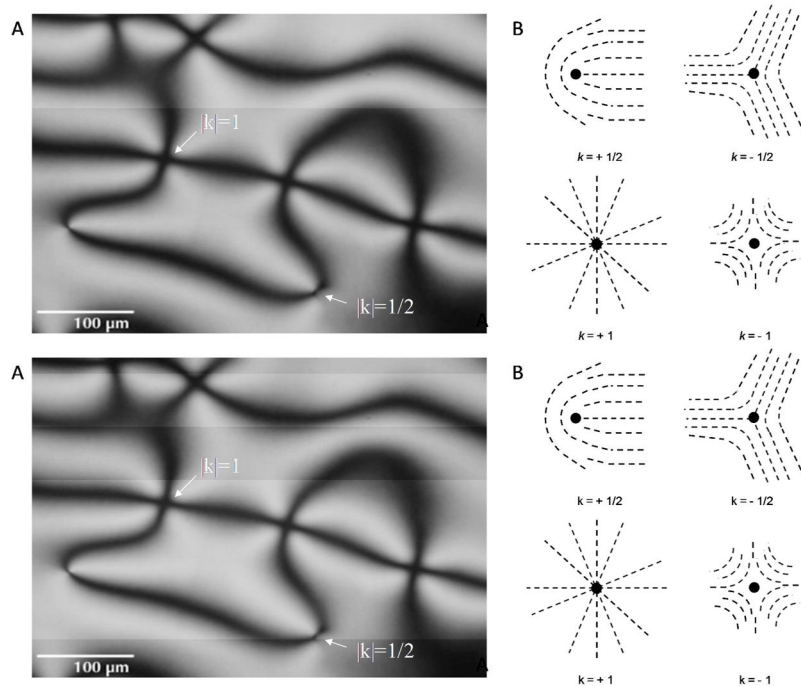 A
B
|k|=1
k = + 1/2
k = - 1/2
|k|=1/2
100 μm
A
k = + 1
k = - 1
A
B
|k|=1
k = + 1/2
k = - 1/2
|k|=1/2
100 μm
A
k = + 1
k = - 1